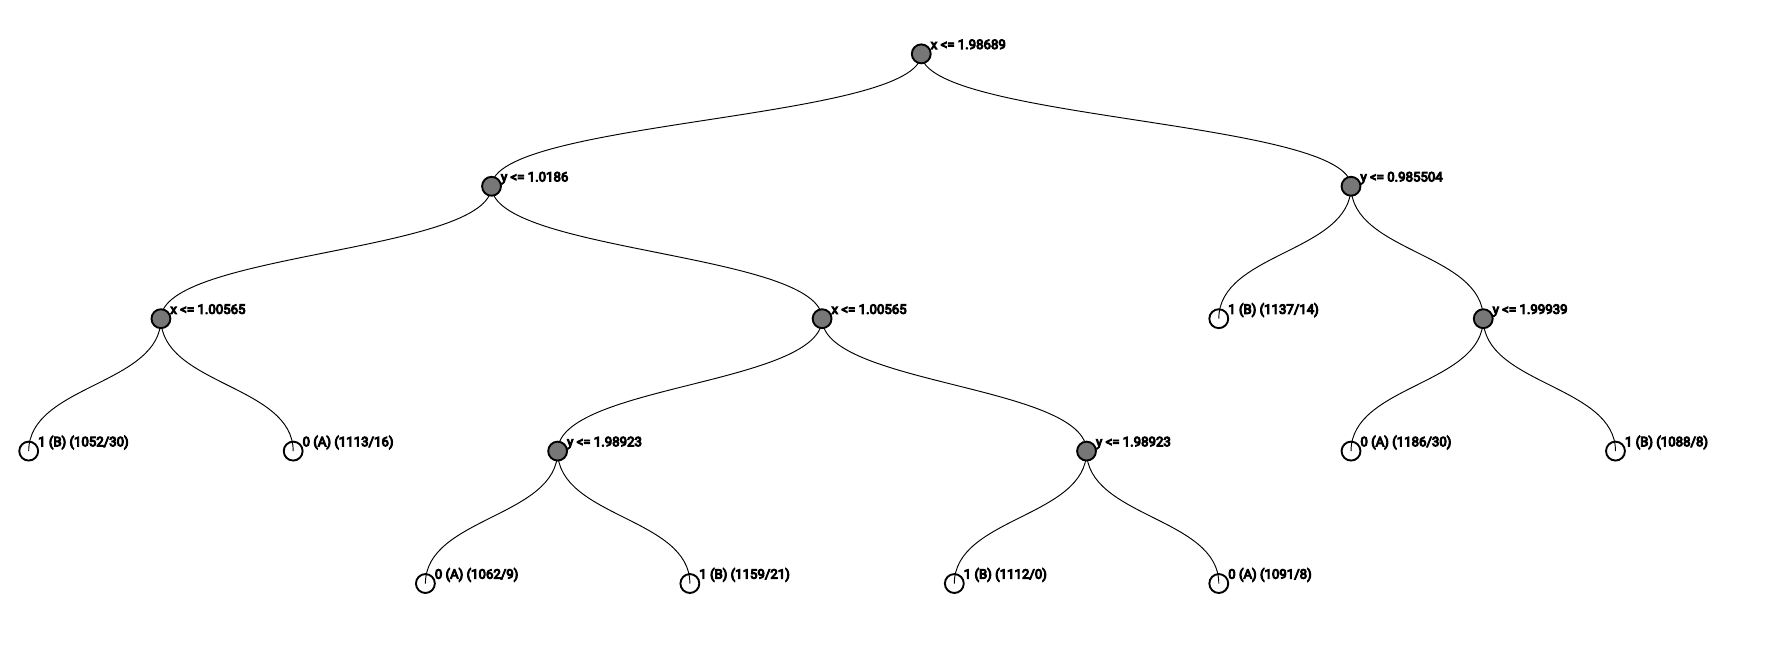 x <= 1.98689
y <= 1.0186
y <= 0.985504
x <= 1.00565
x <= 1.00565
1 (B) (1137/14)
y <= 1.99939
1 (B) (1052/30)
0 (A) (1113/16)
y <= 1.98923
y <= 1.98923
0 (A) (1186/30)
1 (B) (1088/8)
0 (A) (1062/9)
1 (B) (1159/21)
1 (B) (1112/0)
0 (A) (1091/8)